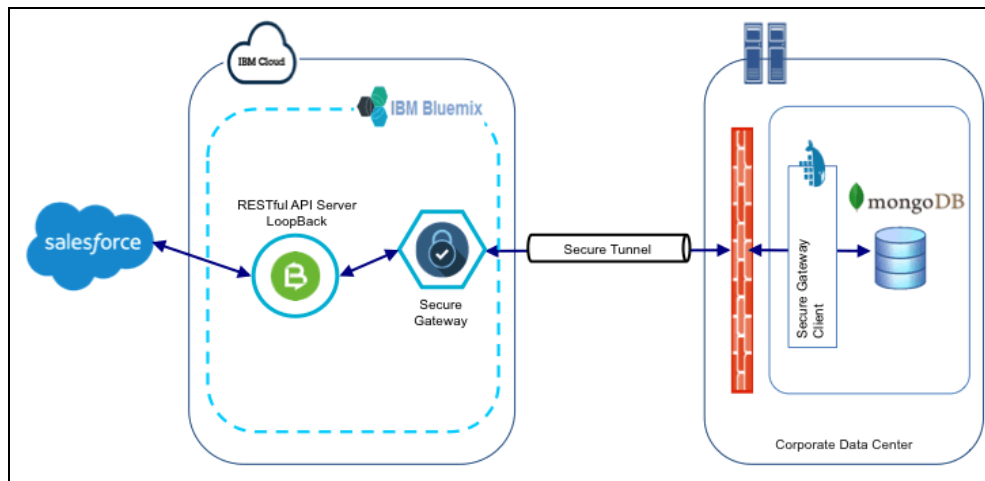 IBM Cloud
IBM Bluemix
RESTful API Server
LoopBack
salesforce
Secure
Gateway
Secure Tunnel
Secure Gateway
Client
mongoDB
Corporate Data Center